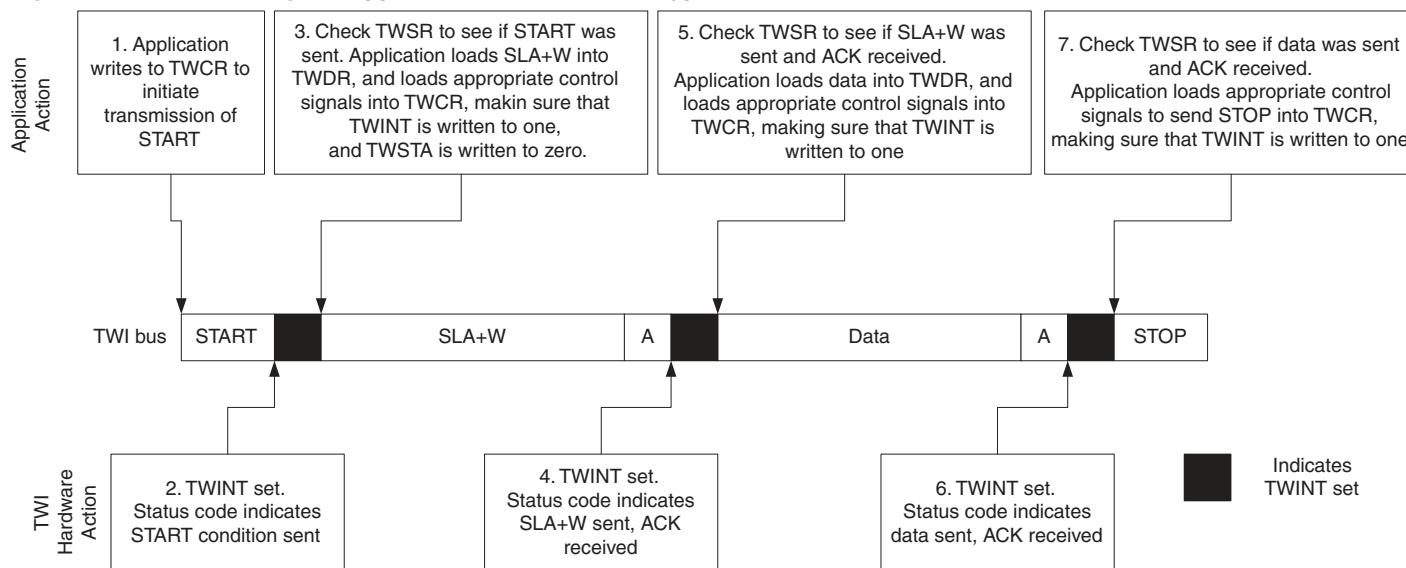 Application
Action
1. Application
writes to TWCR to
initiate
transmission of
START
3. Check TWSR to see if START was
sent. Application loads SLA+W into
TWDR, and loads appropriate control
signals into TWCR, makin sure that
TWINT is written to one,
and TWSTA is written to zero.
5. Check TWSR to see if SLA+W was
sent and ACK received.
Application loads data into TWDR, and
loads appropriate control signals into
TWCR, making sure that TWINT is
written to one
7. Check TWSR to see if data was sent
and ACK received.
Application loads appropriate control
signals to send STOP into TWCR,
making sure that TWINT is written to one
TWI bus
START
SLA+W
A
Data
A
STOP
TWI
Hardware
Action
2. TWINT set.
Status code indicates
START condition sent
4. TWINT set.
Status code indicates
SLA+W sent, ACK
received
6. TWINT set.
Status code indicates
data sent, ACK received
Indicates
TWINT set